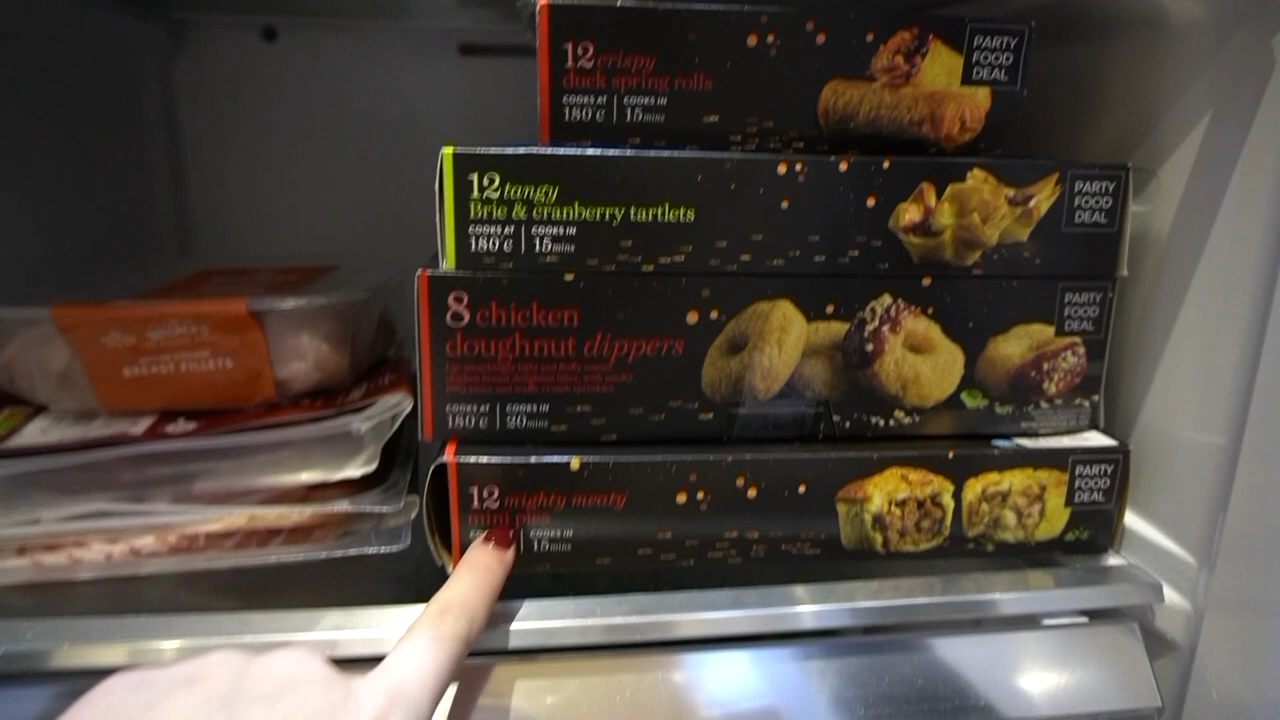 12 crispy
duck spring rolls
COOKS AT COOKS IN
180°c 15mins
PARTY
FOOD
DEAL
12 tangy
Brie & cranberry tartlets
COOKS AT COOKS IN
180°c 15mins
PARTY
FOOD
DEAL
8 chicken
doughnut dippers
COOKS AT COOKS IN
180°c 20mins
PARTY
FOOD
DEAL
12 mighty meaty
mini pies
COOKS IN
15mins
PARTY
FOOD
DEAL
BREAST FILLETS